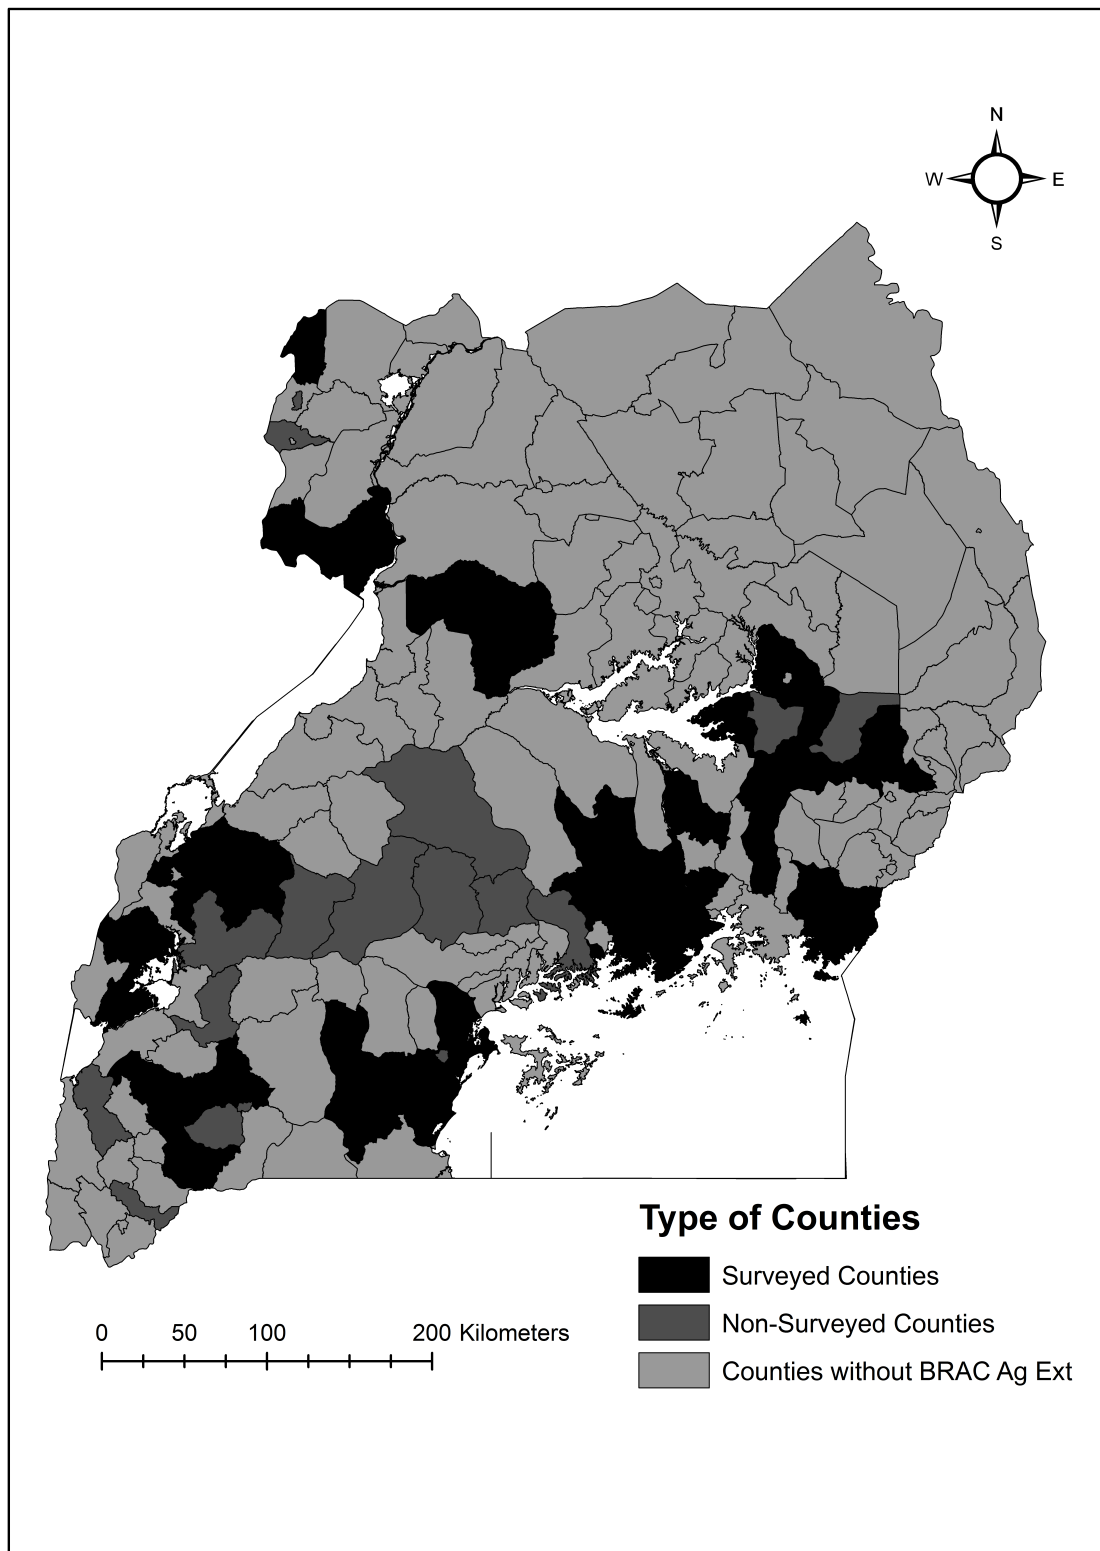 N
W E
S
Type of Counties
Surveyed Counties
Non-Surveyed Counties
Counties without BRAC Ag Ext
0 50 100 200 Kilometers